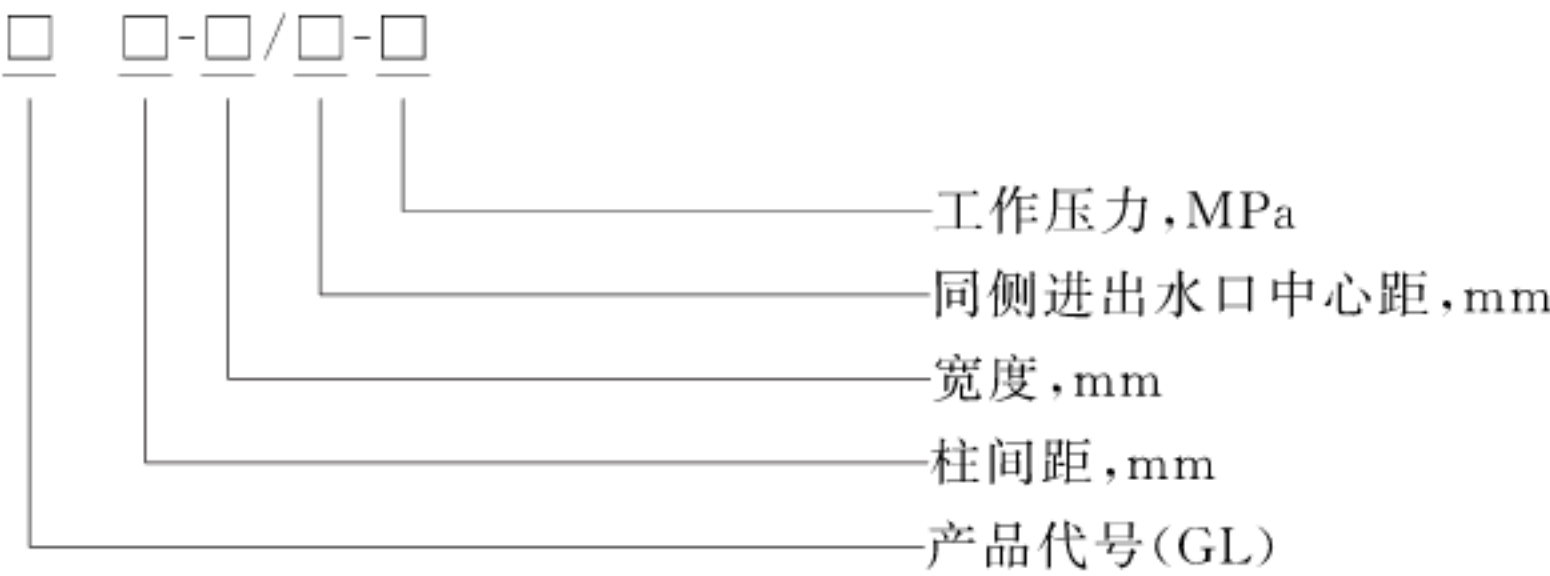 □ □-□/□-□
工作压力,MPa
同侧进出水口中心距,mm
宽度,mm
柱间距,mm
产品代号(GL)